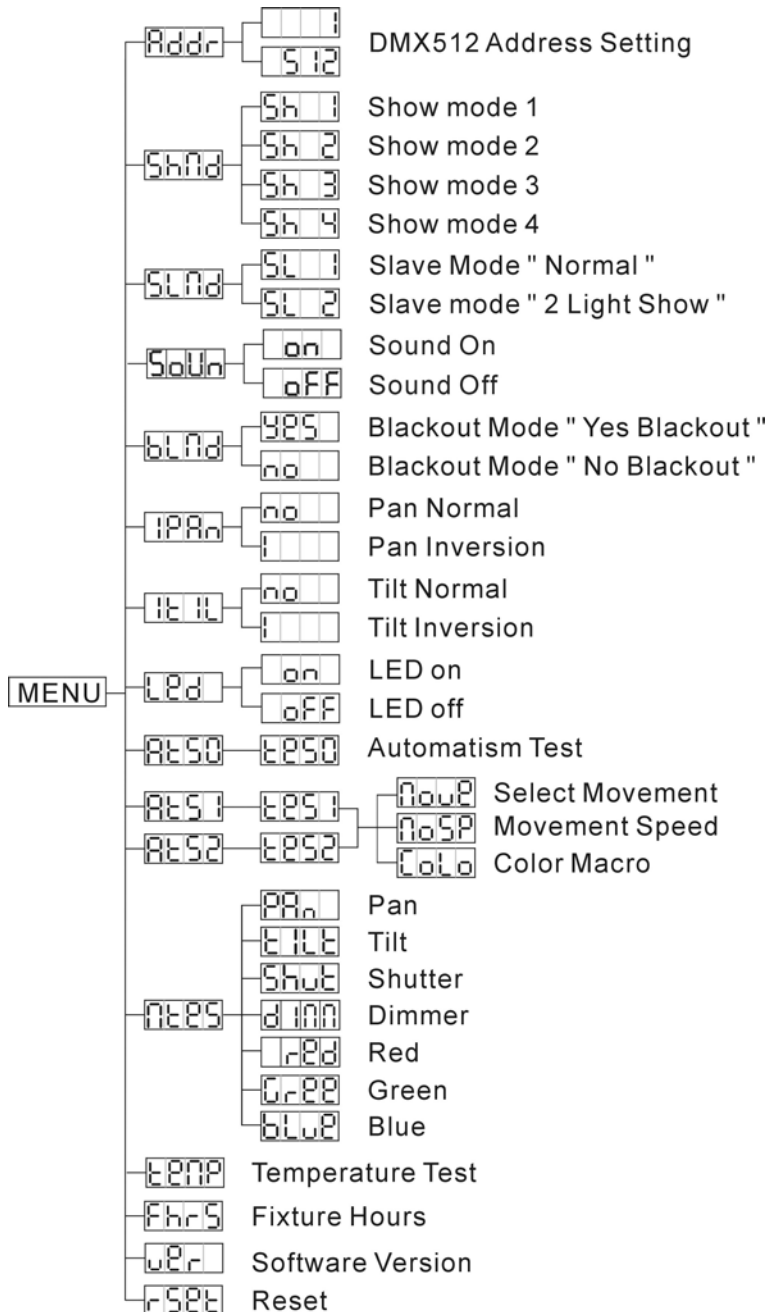 Addr 1 DMX512 Address Setting
512
ShMd Sh 1 Show mode 1
Sh 2 Show mode 2
Sh 3 Show mode 3
Sh 4 Show mode 4
SLMd SL 1 Slave Mode " Normal "
SL 2 Slave mode " 2 Light Show "
SoUn on Sound On
oFF Sound Off
bLMd yes Blackout Mode " Yes Blackout "
no Blackout Mode " No Blackout "
IPAn no Pan Normal
I Pan Inversion
ItIL no Tilt Normal
I Tilt Inversion
MENU
Led on LED on
oFF LED off
AtS0 teS0 Automatism Test
AtS1 teS1 Move Select Movement
MoSP Movement Speed
AtS2 teS2 CoLo Color Macro
MteS PAn Pan
tILt Tilt
Shut Shutter
dIMM Dimmer
red Red
Gree Green
bLue Blue
teMP Temperature Test
FhrS Fixture Hours
ver Software Version
rSet Reset